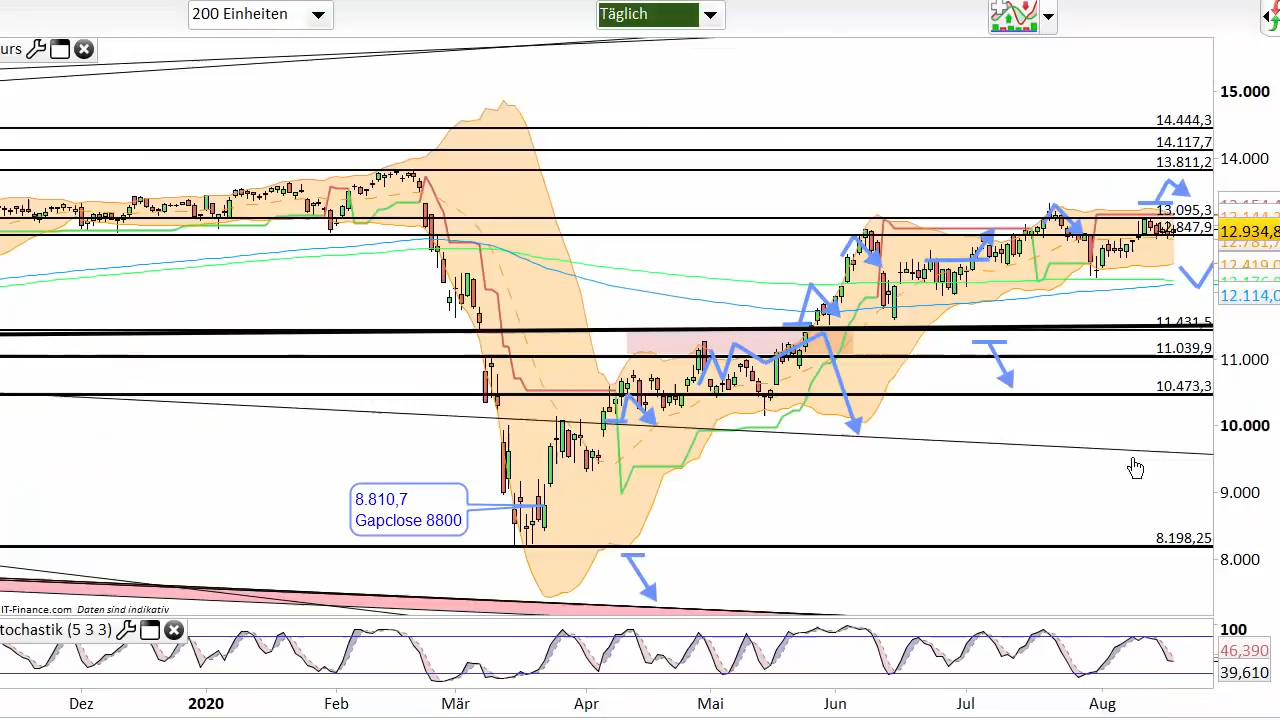 200 Einheiten
Täglich
urs
15.000
14.444,3
14.117,7
14.000
13.811,2
13.095,3
12.934,8
12.114,0
11.431,5
11.039,9
11.000
10.473,3
10.000
9.000
8.810,7
Gapclose 8800
8.198,25
8.000
IT-Finance.com Daten sind indikativ
tochastik (5 3 3)
100
46,390
39,610
Dez
2020
Feb
Mär
Apr
Mai
Jun
Jul
Aug